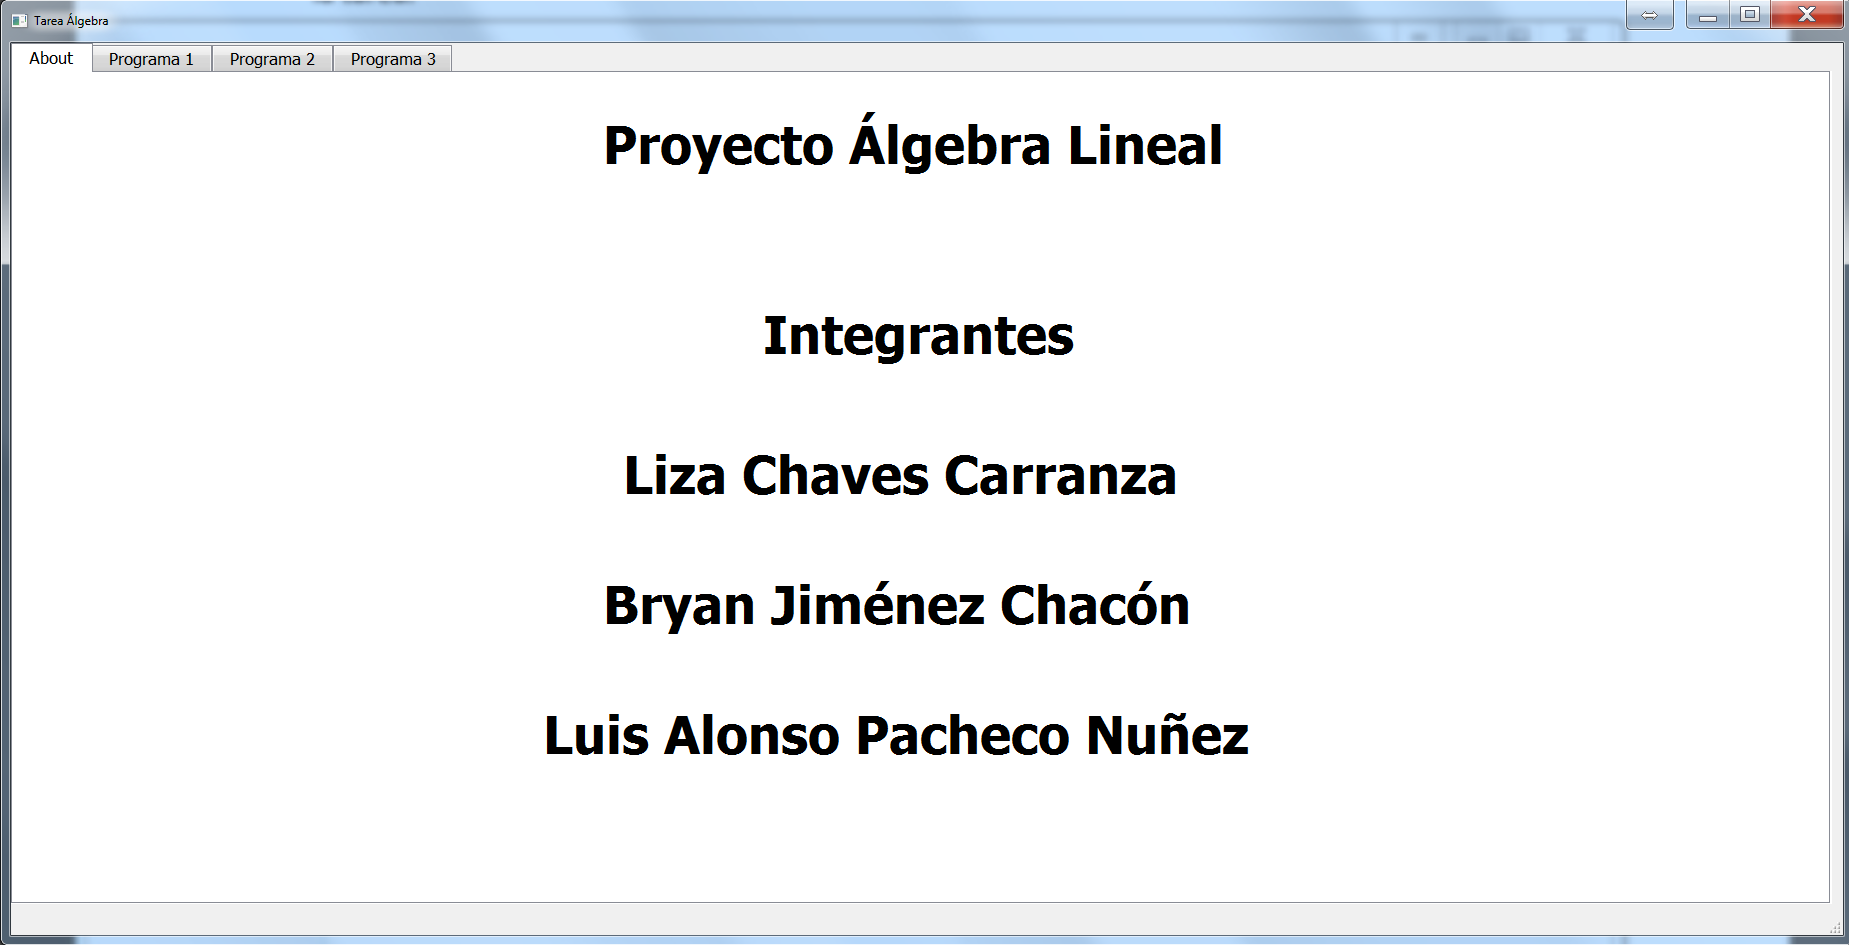 Tarea Álgebra
About Programa 1 Programa 2 Programa 3
Proyecto Álgebra Lineal
Integrantes
Liza Chaves Carranza
Bryan Jiménez Chacón
Luis Alonso Pacheco Nuñez